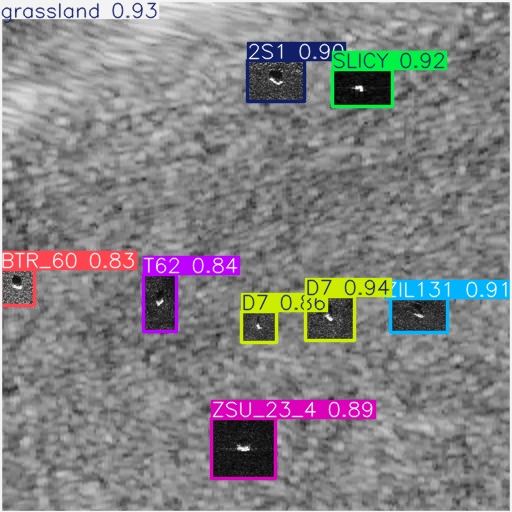 grassland 0.93
2S1 0.90
SLICY 0.92
BTR_60 0.83
T62 0.84
D7 0.86
D7 0.94
ZIL131 0.91
ZSU_23_4 0.89